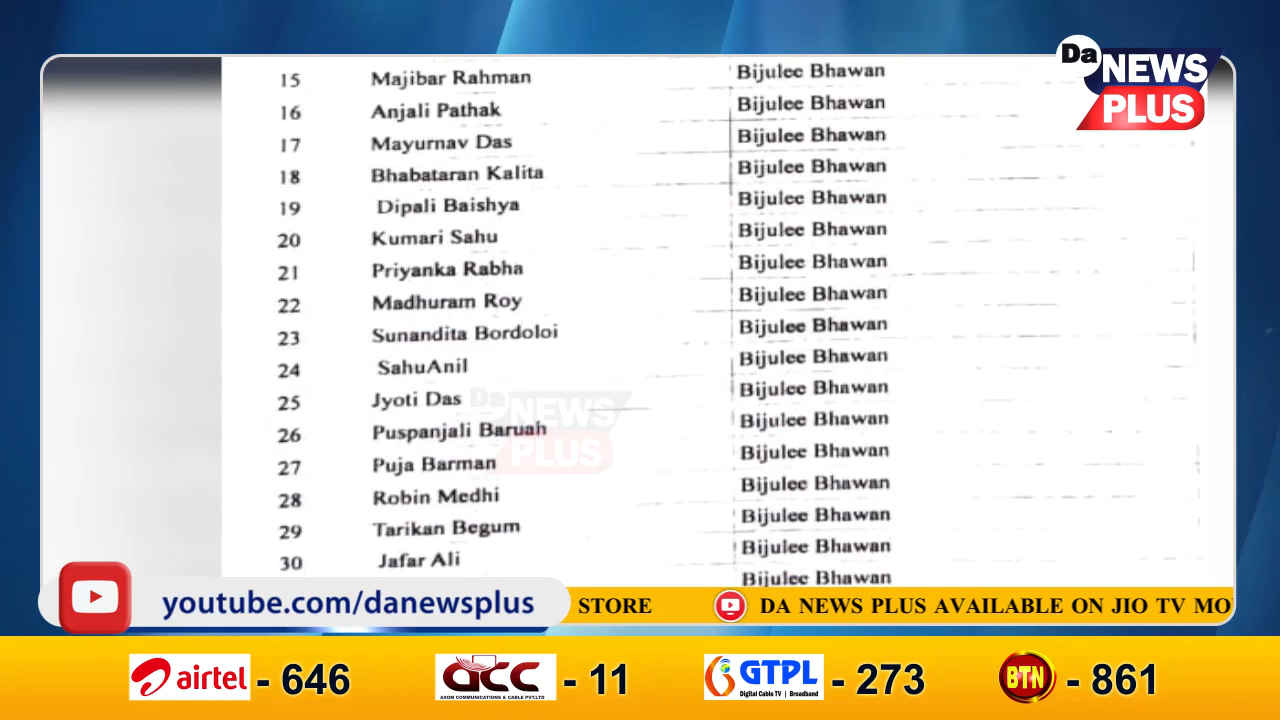 Da NEWS PLUS
15 Majibar Rahman Bijulee Bhawan
16 Anjali Pathak Bijulee Bhawan
17 Mayurnav Das Bijulee Bhawan
18 Bhabataran Kalita Bijulee Bhawan
19 Dipali Baishya Bijulee Bhawan
20 Kumari Sahu Bijulee Bhawan
21 Priyanka Rabha Bijulee Bhawan
22 Madhuram Roy Bijulee Bhawan
23 Sunandita Bordoloi Bijulee Bhawan
24 SahuAnil Bijulee Bhawan
25 Jyoti Das Bijulee Bhawan
26 Puspanjali Baruah Bijulee Bhawan
27 Puja Barman Bijulee Bhawan
28 Robin Medhi Bijulee Bhawan
29 Tarikan Begum Bijulee Bhawan
30 Jafar Ali Bijulee Bhawan
Bijulee Bhawan
Da NEWS PLUS
youtube.com/danewsplus STORE DA NEWS PLUS AVAILABLE ON JIO TV MO
airtel - 646 acc AXOM COMMUNICATIONS & CABLE PVT.LTD - 11 GTPL Digital Cable TV | Broadband - 273 BTN - 861